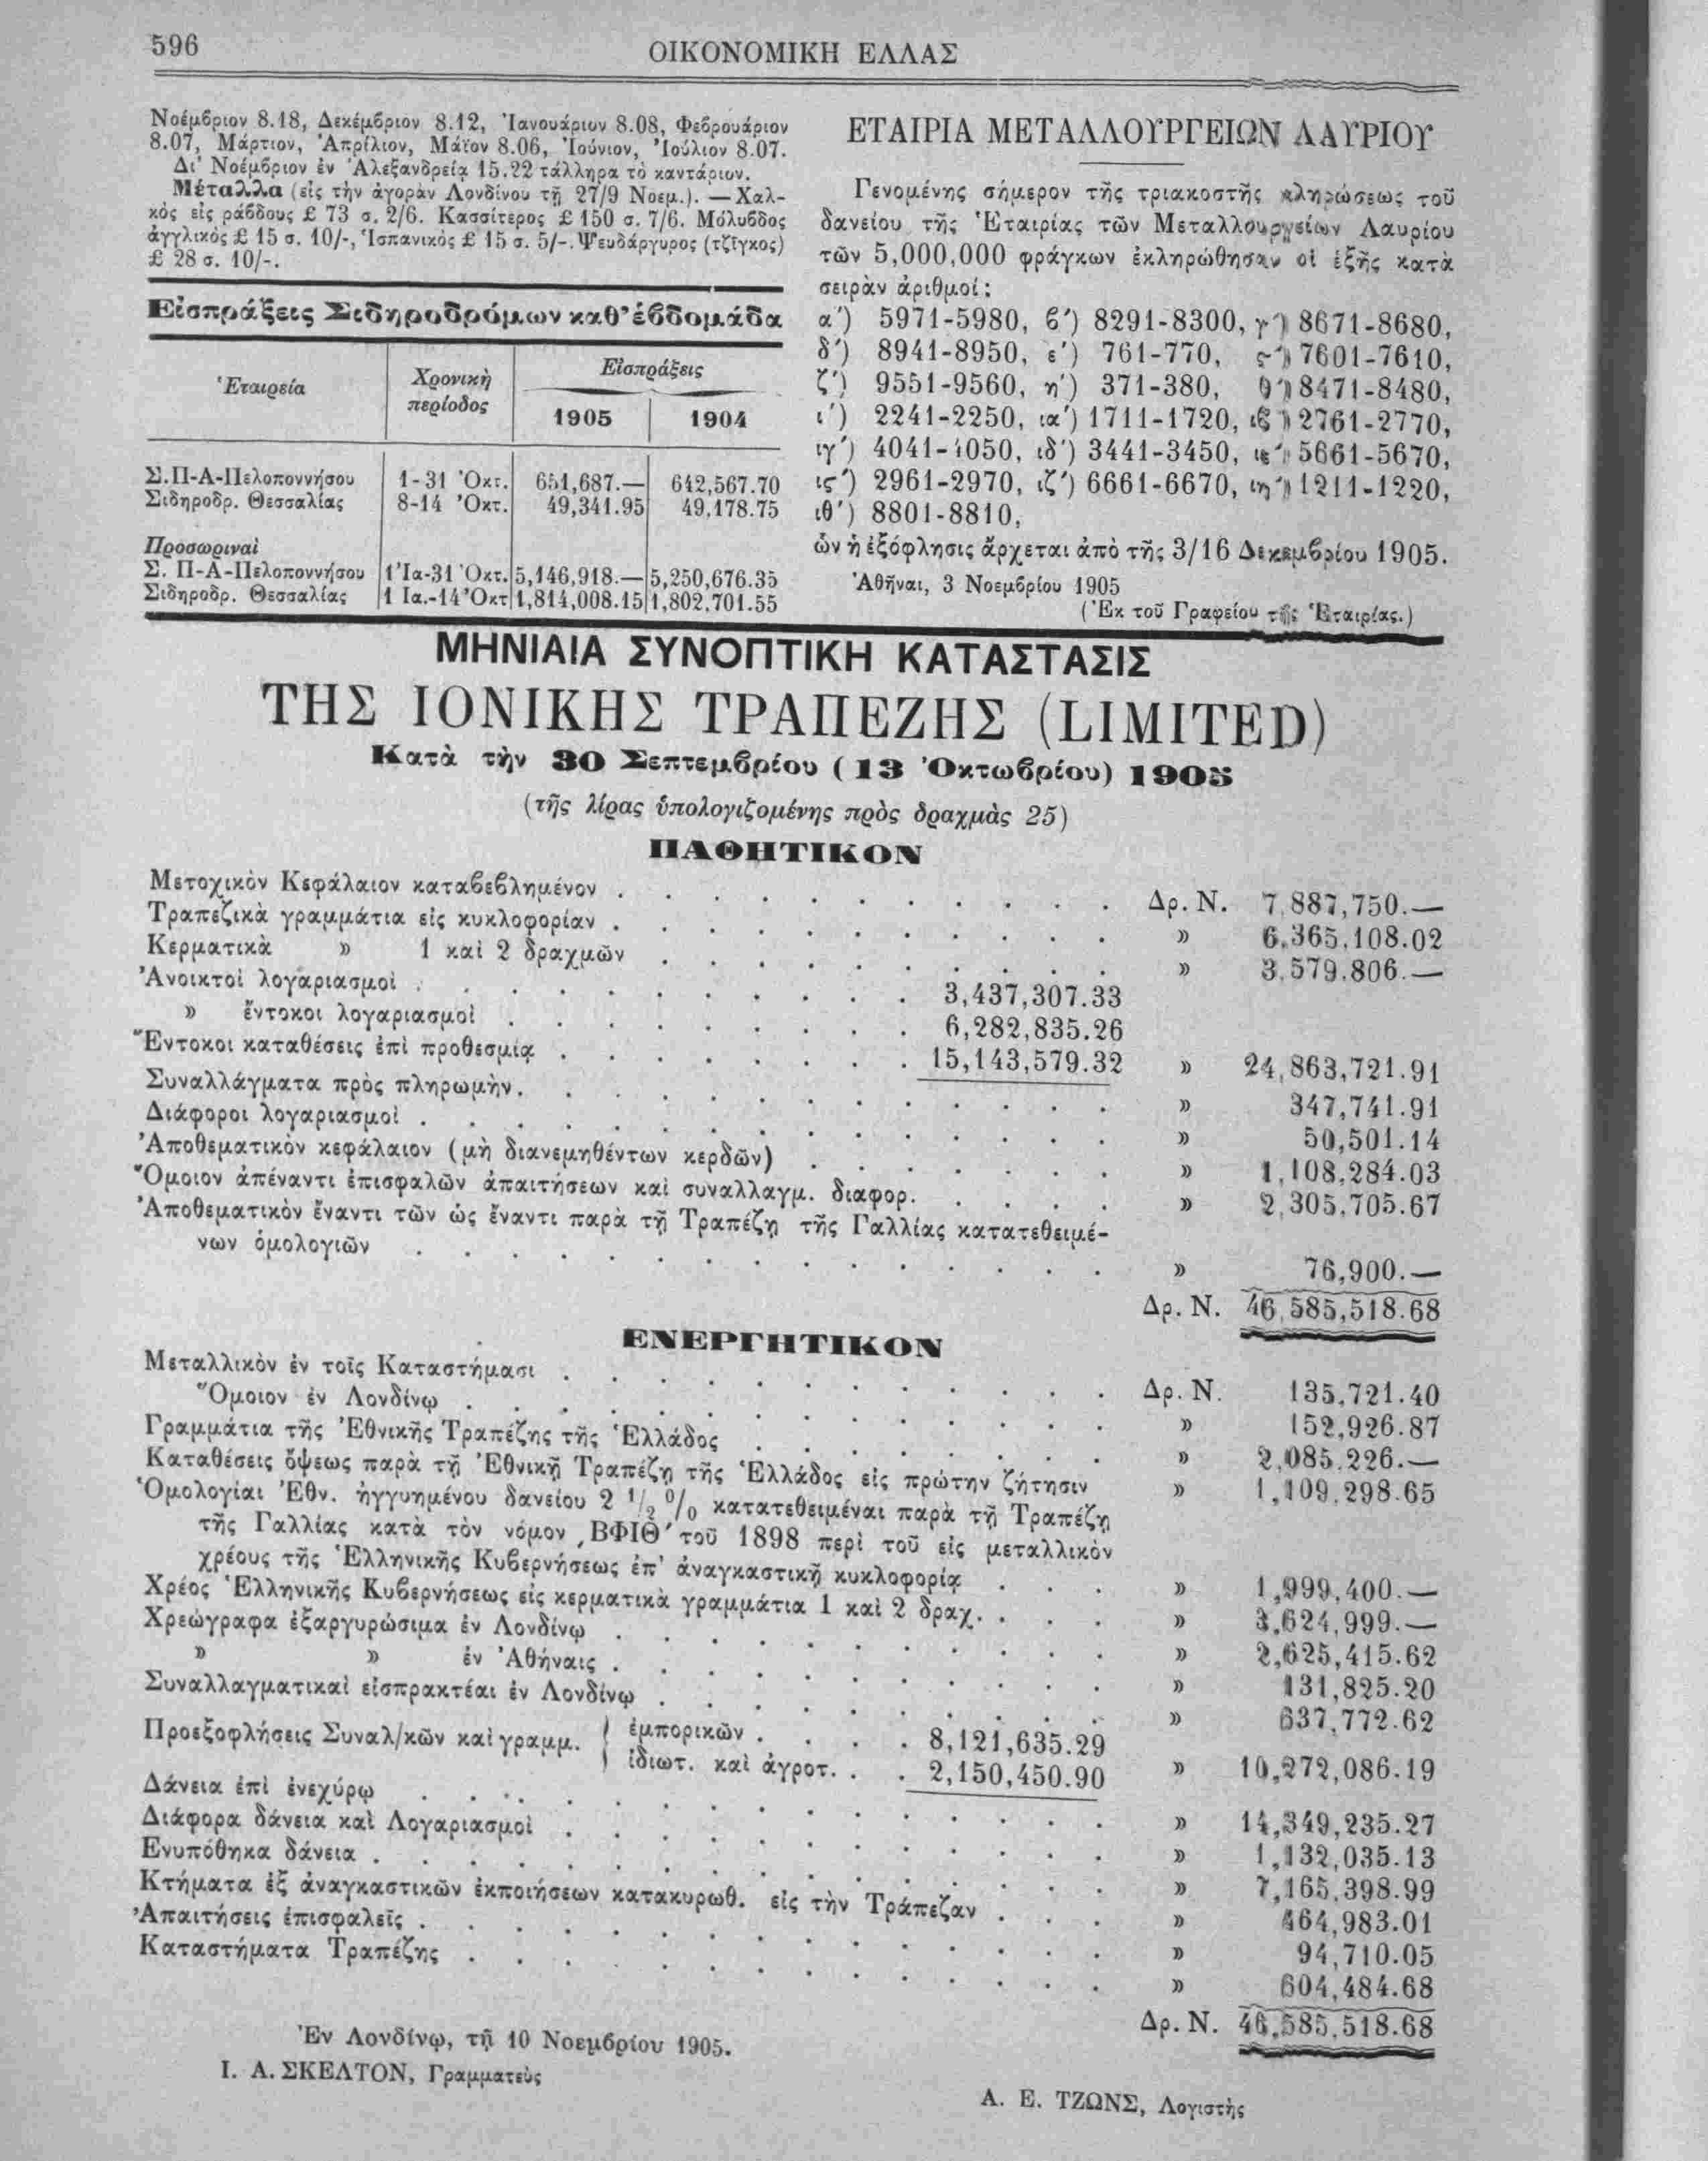 596
ΟΙΚΟΝΟΜΙΚΗ ΕΛΛΑΣ
Νοέμβριον 8.18, Δεκέμβριον 8.12, Ἰανουάριον 8.08, Φεβρουάριον
8.07, Μάρτιον, Ἀπρίλιον, Μάϊον 8.06, Ἰούνιον, Ἰούλιον 8.07.
Δι' Νοέμβριον ἐν Ἀλεξανδρείᾳ 15.22 τάλληρα τὸ καντάριον.
Μέταλλα (εἰς τὴν ἀγορὰν Λονδίνου τῇ 27/9 Νοεμ.). — Χαλ-
κὸς εἰς ράβδους £ 73 σ. 2/6. Κασσίτερος £ 150 σ. 7/6. Μόλυβδος
ἀγγλικὸς £ 15 σ. 10/-, Ἰσπανικὸς £ 15 σ. 5/-. Ψευδάργυρος (τζῖγκος)
£ 28 σ. 10/-.
Εἰσπράξεις Σιδηροδρόμων καθ' ἑβδομάδα
Ἑταιρεία Χρονικὴ περίοδος Εἰσπράξεις
1905 1904
Σ.Π-Α-Πελοποννήσου 1-31 Ὀκτ. 651,687.— 642,567.70
Σιδηροδρ. Θεσσαλίας 8-14 Ὀκτ. 49,341.95 49,178.75
Προσωριναὶ
Σ. Π-Α-Πελοποννήσου 1 Ἰα-31 Ὀκτ. 5,146,918.— 5,250,676.35
Σιδηροδρ. Θεσσαλίας 1 Ἰα.-14 Ὀκτ 1,814,008.15 1,802,701.55
ΕΤΑΙΡΙΑ ΜΕΤΑΛΛΟΥΡΓΕΙΩΝ ΛΑΥΡΙΟΥ
Γενομένης σήμερον τῆς τριακοστῆς κληρώσεως τοῦ
δανείου τῆς Ἑταιρίας τῶν Μεταλλουργείων Λαυρίου
τῶν 5,000,000 φράγκων ἐκληρώθησαν οἱ ἑξῆς κατὰ
σειρὰν ἀριθμοί:
α') 5971-5980, β') 8291-8300, γ') 8671-8680,
δ') 8941-8950, ε') 761-770, ς') 7601-7610,
ζ') 9551-9560, η') 371-380, θ') 8471-8480,
ι') 2241-2250, ια') 1711-1720, ιβ') 2761-2770,
ιγ') 4041-4050, ιδ') 3441-3450, ιε') 5661-5670,
ις') 2961-2970, ιζ') 6661-6670, ιη') 1211-1220,
ιθ') 8801-8810,
ὧν ἡ ἐξόφλησις ἄρχεται ἀπὸ τῆς 3/16 Δεκεμβρίου 1905.
Ἀθῆναι, 3 Νοεμβρίου 1905
(Ἐκ τοῦ Γραφείου τῆς Ἑταιρίας.)
ΜΗΝΙΑΙΑ ΣΥΝΟΠΤΙΚΗ ΚΑΤΑΣΤΑΣΙΣ
ΤΗΣ ΙΟΝΙΚΗΣ ΤΡΑΠΕΖΗΣ (LIMITED)
Κατὰ τὴν 30 Σεπτεμβρίου (13 Ὀκτωβρίου) 1905
(τῆς λίρας ὑπολογιζομένης πρὸς δραχμὰς 25)
ΠΑΘΗΤΙΚΟΝ
Μετοχικὸν Κεφάλαιον καταβεβλημένον . . . Δρ. Ν. 7,887,750.—
Τραπεζικὰ γραμμάτια εἰς κυκλοφορίαν . . . » 6,365,108.02
Κερματικὰ » 1 καὶ 2 δραχμῶν . . . » 3,579,806.—
Ἀνοικτοὶ λογαριασμοὶ . . . 3,437,307.33
» ἔντοκοι λογαριασμοὶ . . . 6,282,835.26
Ἔντοκοι καταθέσεις ἐπὶ προθεσμίᾳ . . . 15,143,579.32 » 24,863,721.91
Συναλλάγματα πρὸς πληρωμὴν . . . » 347,741.91
Διάφοροι λογαριασμοὶ . . . » 50,501.14
Ἀποθεματικὸν κεφάλαιον (μὴ διανεμηθέντων κερδῶν) . . . » 1,108,284.03
Ὅμοιον ἀπέναντι ἐπισφαλῶν ἀπαιτήσεων καὶ συναλλαγμ. διαφορ. . . . » 2,305,705.67
Ἀποθεματικὸν ἔναντι τῶν ὡς ἔναντι παρὰ τῇ Τραπέζῃ τῆς Γαλλίας κατατεθειμέ-
νων ὁμολογιῶν . . . » 76,900.—
Δρ. Ν. 46,585,518.68
ΕΝΕΡΓΗΤΙΚΟΝ
Μεταλλικὸν ἐν τοῖς Καταστήμασι . . . Δρ. Ν. 135,721.40
Ὅμοιον ἐν Λονδίνῳ . . . » 152,926.87
Γραμμάτια τῆς Ἐθνικῆς Τραπέζης τῆς Ἑλλάδος . . . » 2,085,226.—
Καταθέσεις ὄψεως παρὰ τῇ Ἐθνικῇ Τραπέζῃ τῆς Ἑλλάδος εἰς πρώτην ζήτησιν » 1,109,298.65
Ὁμολογίαι Ἐθν. ἠγγυημένου δανείου 2 1/2 0/0 κατατεθειμέναι παρὰ τῇ Τραπέζῃ
τῆς Γαλλίας κατὰ τὸν νόμον ͵ΒΦΙΘ' τοῦ 1898 περὶ τοῦ εἰς μεταλλικὸν
χρέους τῆς Ἑλληνικῆς Κυβερνήσεως ἐπ' ἀναγκαστικῇ κυκλοφορίᾳ . . . » 1,999,400.—
Χρέος Ἑλληνικῆς Κυβερνήσεως εἰς κερματικὰ γραμμάτια 1 καὶ 2 δραχ. . . . » 3,624,999.—
Χρεώγραφα ἐξαργυρώσιμα ἐν Λονδίνῳ . . . » 2,625,415.62
» » ἐν Ἀθήναις . . . » 131,825.20
Συναλλαγματικαὶ εἰσπρακτέαι ἐν Λονδίνῳ . . . » 637,772.62
Προεξοφλήσεις Συναλ/κῶν καὶ γραμμ. ἐμπορικῶν . . . 8,121,635.29
ἰδιωτ. καὶ ἀγροτ. . . 2,150,450.90 » 10,272,086.19
Δάνεια ἐπὶ ἐνεχύρῳ . . . » 14,349,235.27
Διάφορα δάνεια καὶ Λογαριασμοὶ . . . » 1,132,035.13
Ενυπόθηκα δάνεια . . . » 7,165,398.99
Κτήματα ἐξ ἀναγκαστικῶν ἐκποιήσεων κατακυρωθ. εἰς τὴν Τράπεζαν . . . » 464,983.01
Ἀπαιτήσεις ἐπισφαλεῖς . . . » 94,710.05
Καταστήματα Τραπέζης . . . » 604,484.68
Δρ. Ν. 46,585,518.68
Ἐν Λονδίνῳ, τῇ 10 Νοεμβρίου 1905.
Ι. Α. ΣΚΕΛΤΟΝ, Γραμματεὺς
Α. Ε. ΤΖΩΝΣ, Λογιστὴς